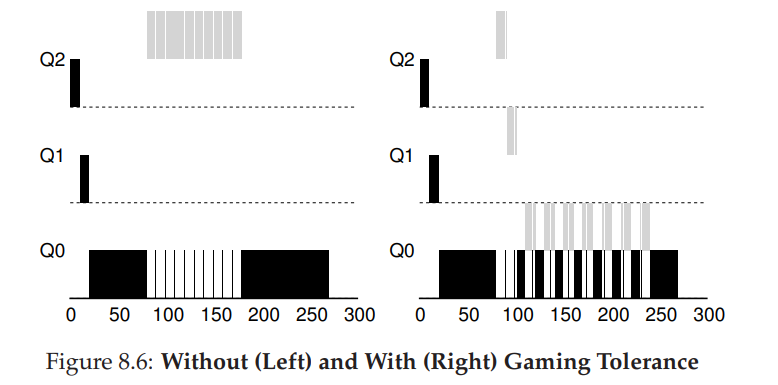 Q2 Q2
Q1 Q1
Q0 Q0
0 50 100 150 200 250 300 0 50 100 150 200 250 300
Figure 8.6: Without (Left) and With (Right) Gaming Tolerance